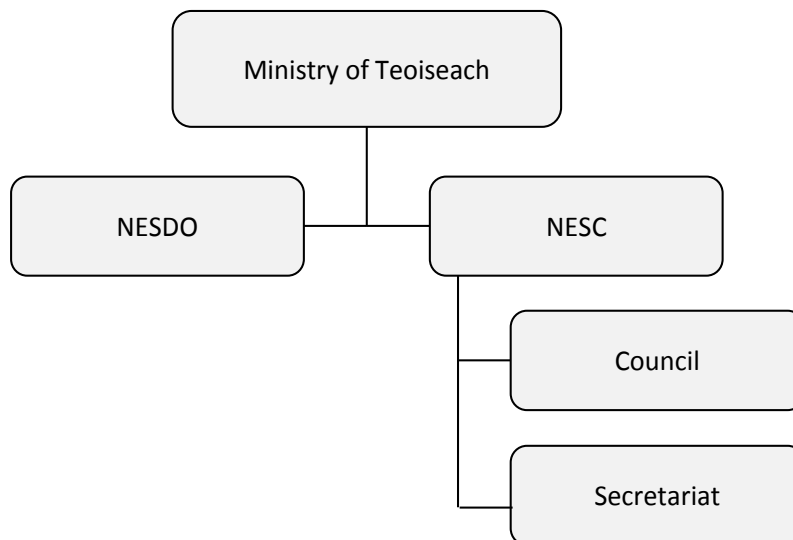 Ministry of Teoiseach
NESDO
NESC
Council
Secretariat